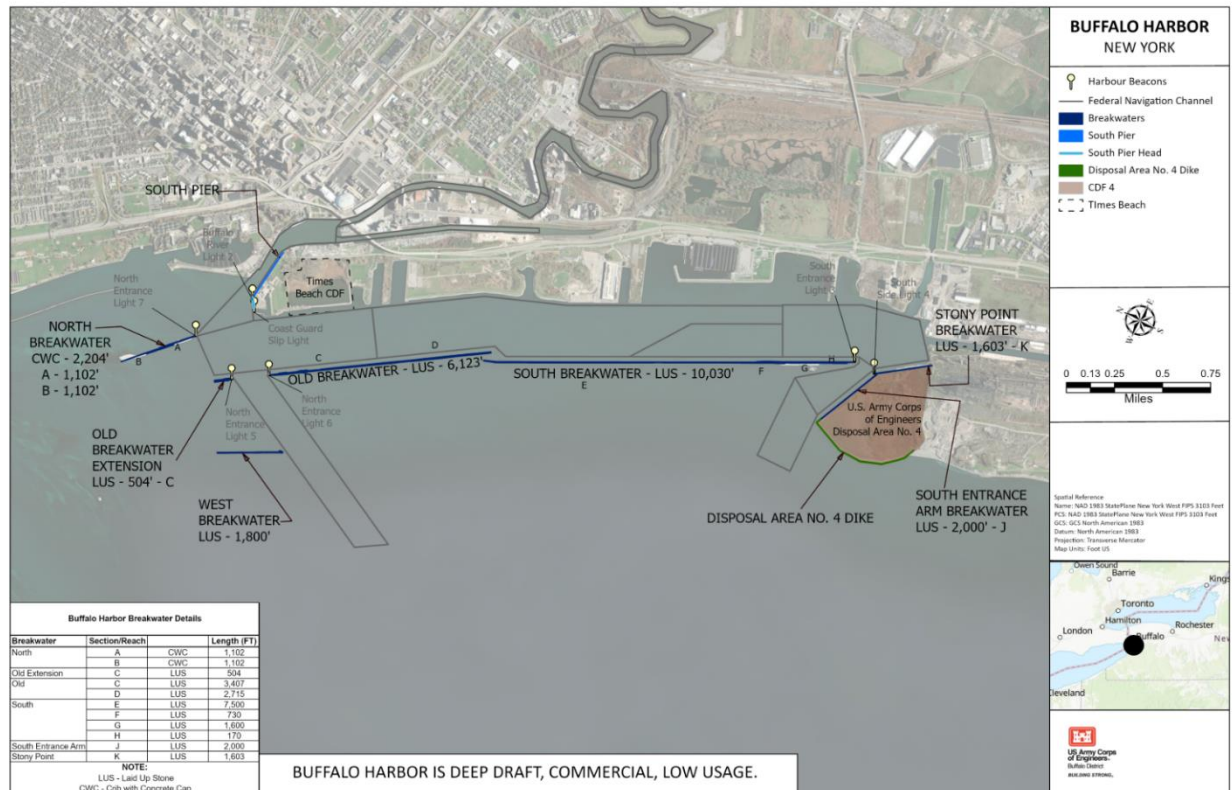 BUFFALO HARBOR
NEW YORK
Harbour Beacons
Federal Navigation Channel
Breakwaters
South Pier
South Pier Head
Disposal Area No. 4 Dike
CDF 4
TImes Beach
SOUTH PIER
Buffalo
River
Light 2
North
Entrance
Light 7
Times
Beach CDF
Coast Guard
Slip Light
NORTH
BREAKWATER
CWC - 2,204'
A - 1,102'
B - 1,102'
B
A
C
D
OLD BREAKWATER - LUS - 6,123'
SOUTH BREAKWATER - LUS - 10,030'
E
F
G
H
South
Entrance
South
Side Light A
STONY POINT
BREAKWATER
LUS - 1,603' - K
OLD
BREAKWATER
EXTENSION
LUS - 504' - C
North
Entrance
Light 5
North
Entrance
Light 6
WEST
BREAKWATER
LUS - 1,800'
U.S. Army Corps
of Engineers
Disposal Area No. 4
DISPOSAL AREA NO. 4 DIKE
SOUTH ENTRANCE
ARM BREAKWATER
LUS - 2,000' - J
N
E
W
S
0 0.13 0.25 0.5 0.75
Miles
Spatial Reference
Name: NAD 1983 StatePlane New York West FIPS 3103 Feet
PCS: NAD 1983 StatePlane New York West FIPS 3103 Feet
GCS: GCS North American 1983
Datum: North American 1983
Projection: Transverse Mercator
Map Units: Foot US
Owen Sound
Barrie
Kings
Toronto
Hamilton
London
Rochester
Buffalo
New
Cleveland
US Army Corps
of Engineers
Buffalo District
BUILDING STRONG
Buffalo Harbor Breakwater Details
Breakwater Section/Reach Length (FT)
North A CWC 1,102
B CWC 1,102
Old Extension C LUS 504
Old C LUS 3,407
D LUS 2,715
South E LUS 7,500
F LUS 730
G LUS 1,600
H LUS 170
South Entrance Arm J LUS 2,000
Stony Point K LUS 1,603
NOTE:
LUS - Laid Up Stone
CWC - Crib with Concrete Cap
BUFFALO HARBOR IS DEEP DRAFT, COMMERCIAL, LOW USAGE.